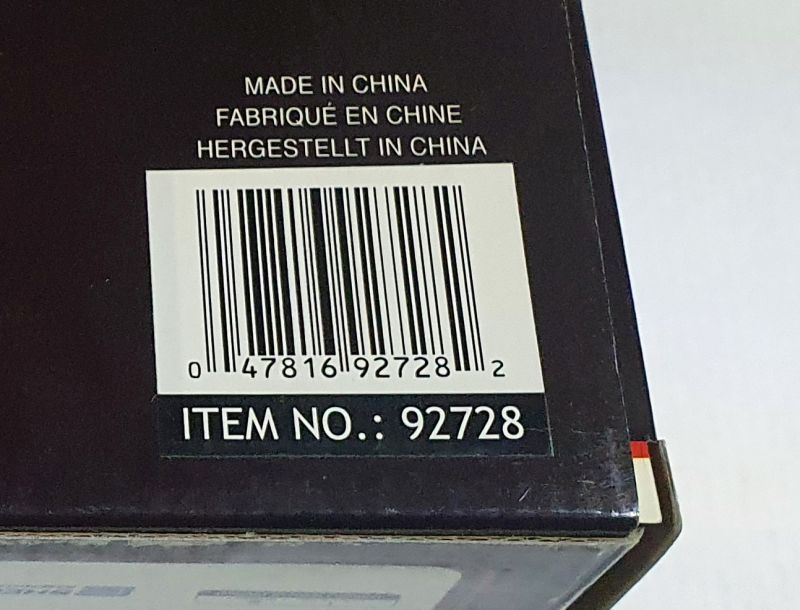 MADE IN CHINA
FABRIQUÉ EN CHINE
HERGESTELLT IN CHINA
0 47816 92728 2
ITEM NO.: 92728